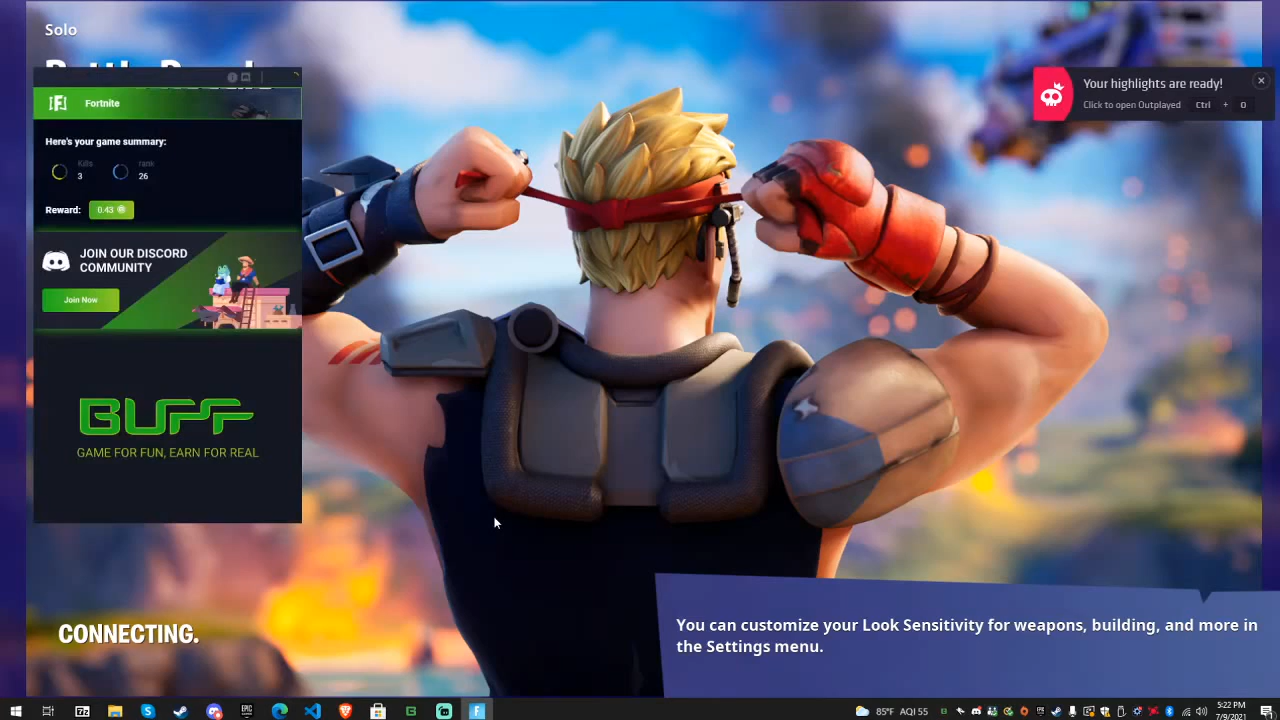 Solo
Fortnite
Here's your game summary:
Kills
3
rank
26
Reward: 0.43
JOIN OUR DISCORD
COMMUNITY
Join Now
BUFF
GAME FOR FUN, EARN FOR REAL
Your highlights are ready!
Click to open Outplayed Ctrl + O
CONNECTING.
You can customize your Look Sensitivity for weapons, building, and more in
the Settings menu.
85°F AQI 55
5:22 PM
7/9/2021